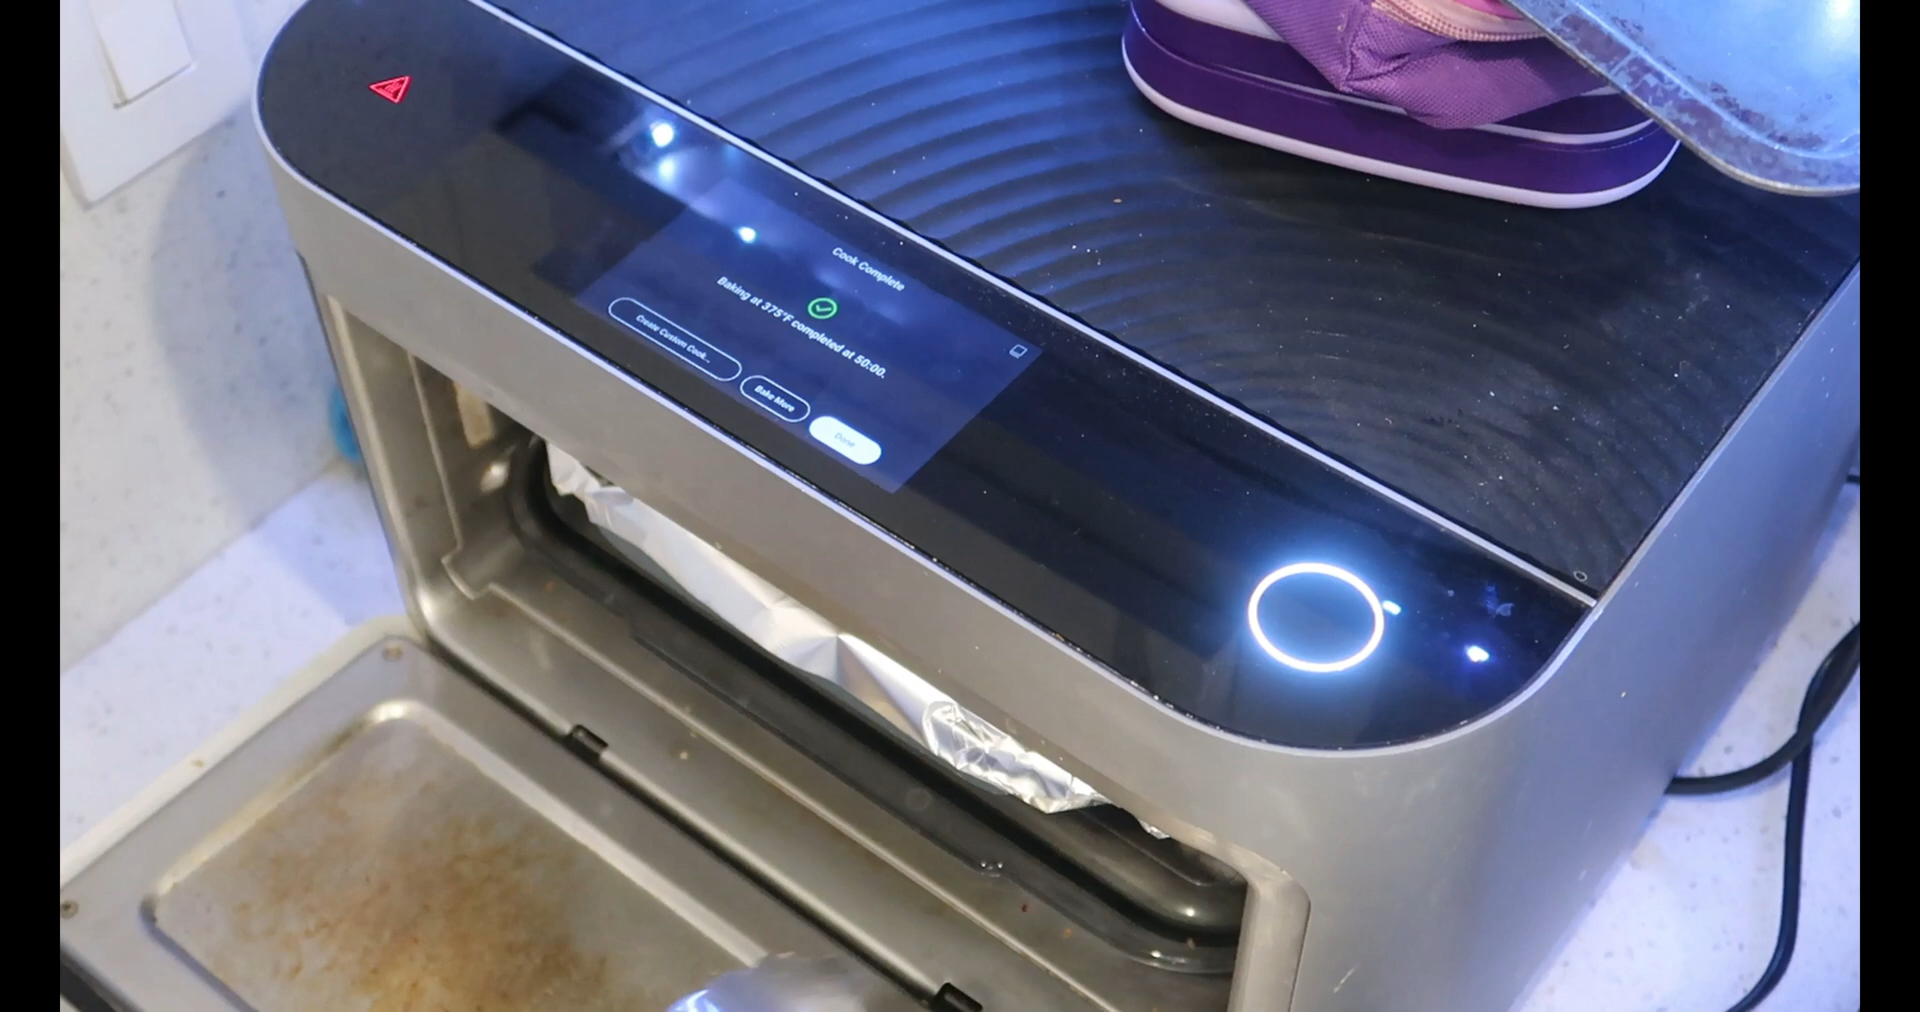 Cook Complete
Baking at 375°F completed at 50:00.
Create Custom Cook...
Bake More
Done